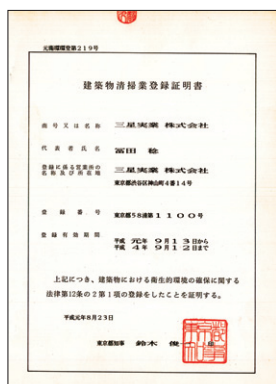 元衛環環第219号
建築物清掃業登録証明書
商号又は名称 三星実業 株式会社
代表者氏名 冨田 稔
登録に係る営業所の
名称及び所在地 三星実業 株式会社
東京都渋谷区神山町4番14号
登録番号 東京都58清第1100号
登録有効期間 平成 元年 9月13日から
平成 4年 9月12日まで
上記につき、建築物における衛生的環境の確保に関する
法律第12条の2第1項の登録をしたことを証明する。
平成元年8月23日
東京都知事 鈴木 俊一